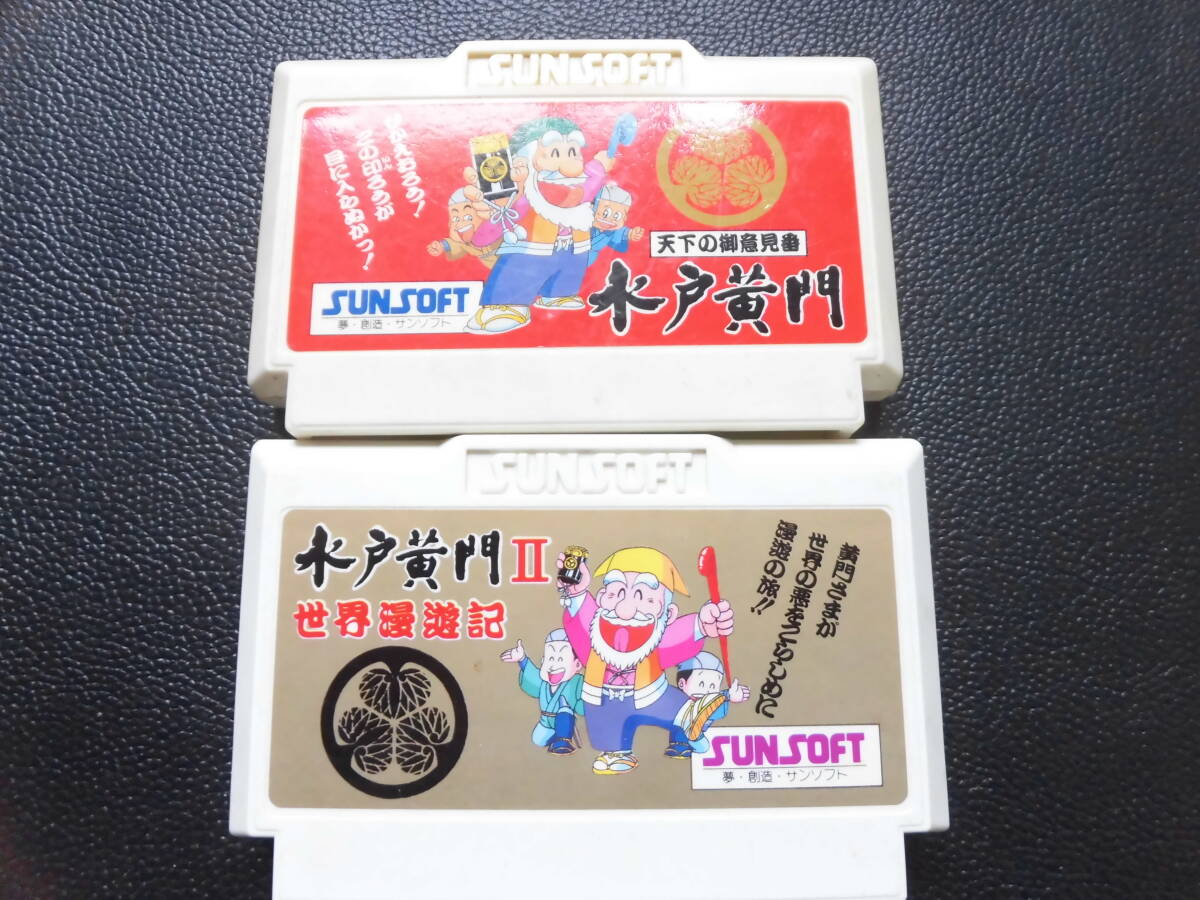 SUNSOFT
ひかえおろう!
この印ろうが
目に入らぬかっ!
天下の御意見番
水戸黄門
SUNSOFT
夢・創造・サンソフト
SUNSOFT
水戸黄門II
世界漫遊記
黄門さまが
世界の悪をこらしめに
漫遊の旅!!
SUNSOFT
夢・創造・サンソフト